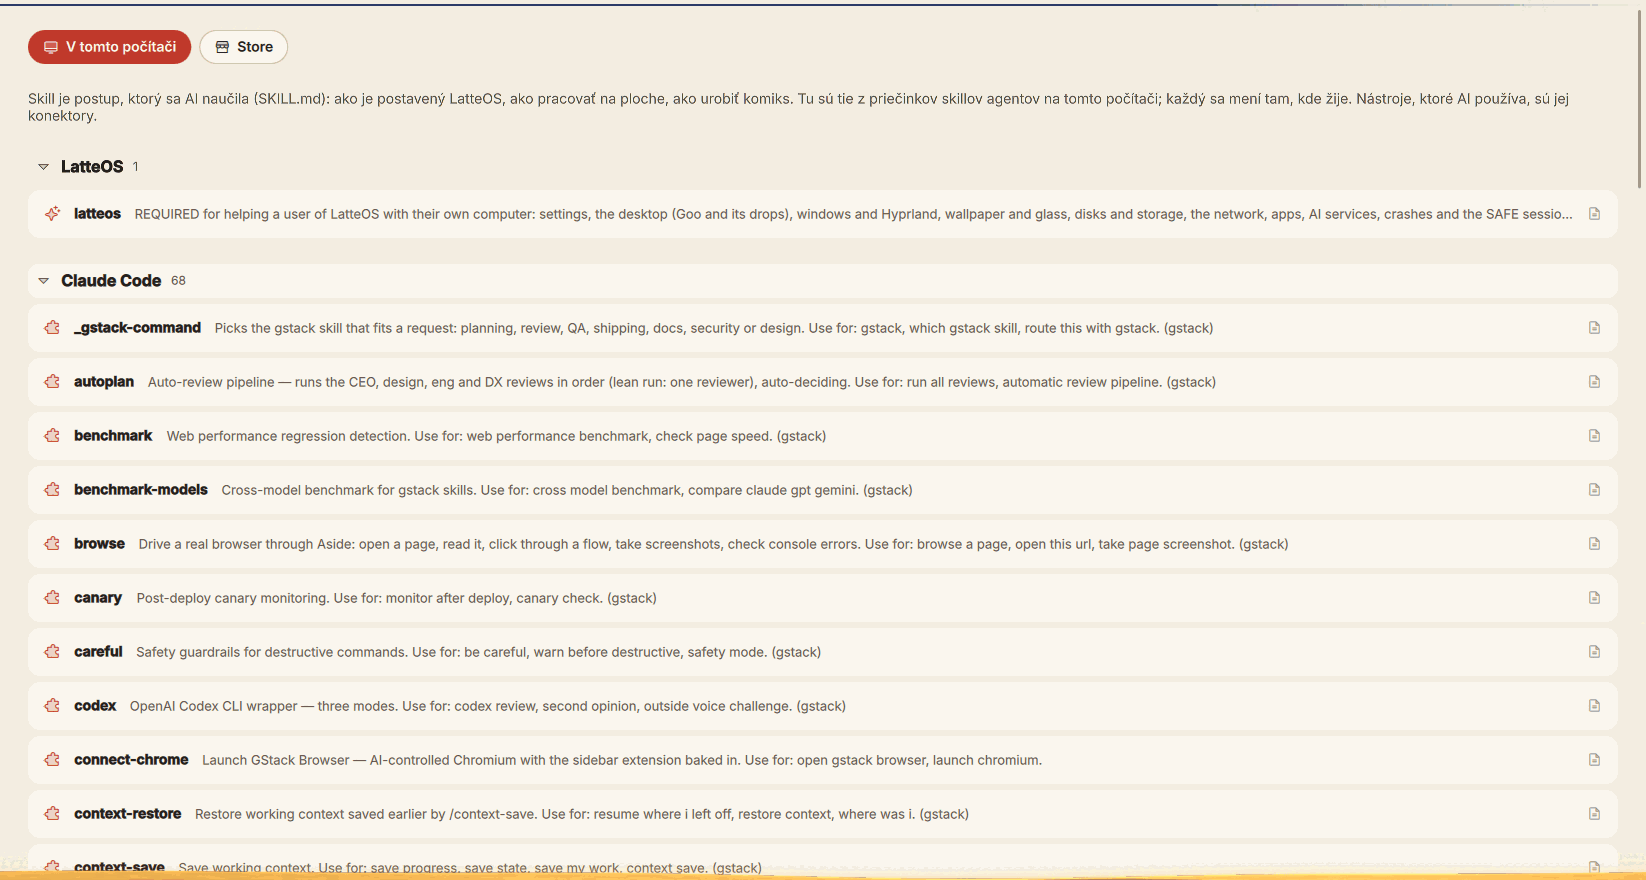 V tomto počítači
Store
Skill je postup, ktorý sa AI naučila (SKILL.md): ako je postavený LatteOS, ako pracovať na ploche, ako urobiť komiks. Tu sú tie z priečinkov skillov agentov na tomto počítači; každý sa mení tam, kde žije. Nástroje, ktoré AI používa, sú jej
konektory.
LatteOS 1
latteos REQUIRED for helping a user of LatteOS with their own computer: settings, the desktop (Goo and its drops), windows and Hyprland, wallpaper and glass, disks and storage, the network, apps, AI services, crashes and the SAFE sessio...
Claude Code 68
_gstack-command Picks the gstack skill that fits a request: planning, review, QA, shipping, docs, security or design. Use for: gstack, which gstack skill, route this with gstack. (gstack)
autoplan Auto-review pipeline — runs the CEO, design, eng and DX reviews in order (lean run: one reviewer), auto-deciding. Use for: run all reviews, automatic review pipeline. (gstack)
benchmark Web performance regression detection. Use for: web performance benchmark, check page speed. (gstack)
benchmark-models Cross-model benchmark for gstack skills. Use for: cross model benchmark, compare claude gpt gemini. (gstack)
browse Drive a real browser through Aside: open a page, read it, click through a flow, take screenshots, check console errors. Use for: browse a page, open this url, take page screenshot. (gstack)
canary Post-deploy canary monitoring. Use for: monitor after deploy, canary check. (gstack)
careful Safety guardrails for destructive commands. Use for: be careful, warn before destructive, safety mode. (gstack)
codex OpenAI Codex CLI wrapper — three modes. Use for: codex review, second opinion, outside voice challenge. (gstack)
connect-chrome Launch GStack Browser — AI-controlled Chromium with the sidebar extension baked in. Use for: open gstack browser, launch chromium.
context-restore Restore working context saved earlier by /context-save. Use for: resume where i left off, restore context, where was i. (gstack)
context-save Save working context. Use for: save progress, save state, save my work, context save. (gstack)